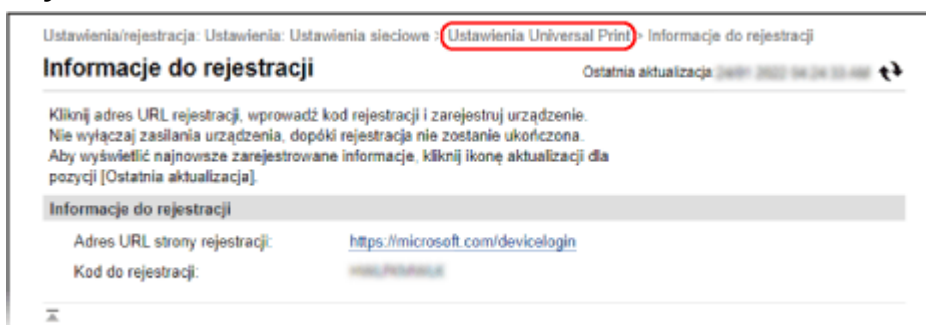 Ustawienia/rejestracja: Ustawienia: Ustawienia sieciowe > Ustawienia Universal Print > Informacje do rejestracji
Informacje do rejestracji
Ostatnia aktualizacja:
Kliknij adres URL rejestracji, wprowadź kod rejestracji i zarejestruj urządzenie.
Nie wyłączaj zasilania urządzenia, dopóki rejestracja nie zostanie ukończona.
Aby wyświetlić najnowsze zarejestrowane informacje, kliknij ikonę aktualizacji dla
pozycji [Ostatnia aktualizacja].
Informacje do rejestracji
Adres URL strony rejestracji: https://microsoft.com/devicelogin
Kod do rejestracji: